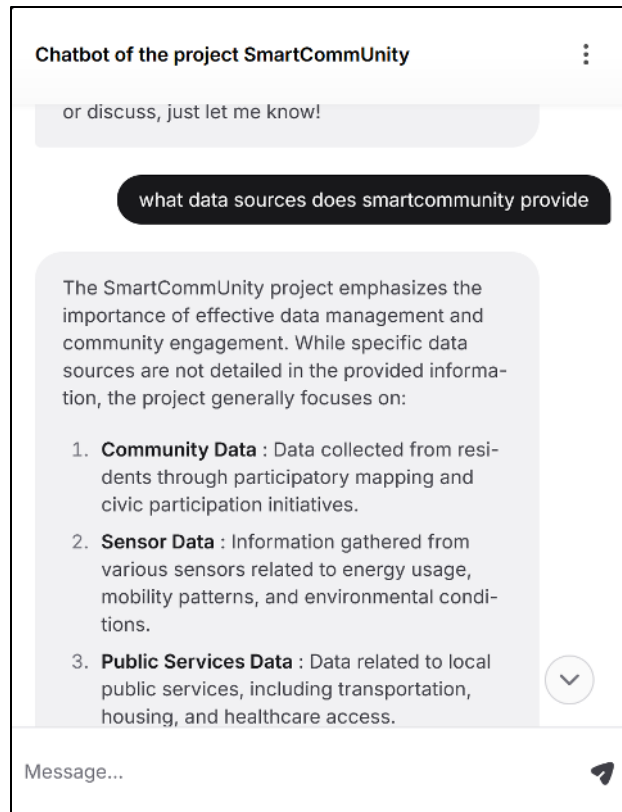 Chatbot of the project SmartCommUnity
or discuss, just let me know!
what data sources does smartcommunity provide
The SmartCommUnity project emphasizes the
importance of effective data management and
community engagement. While specific data
sources are not detailed in the provided informa-
tion, the project generally focuses on:
1. Community Data : Data collected from resi-
dents through participatory mapping and
civic participation initiatives.
2. Sensor Data : Information gathered from
various sensors related to energy usage,
mobility patterns, and environmental condi-
tions.
3. Public Services Data : Data related to local
public services, including transportation,
housing, and healthcare access.
Message...